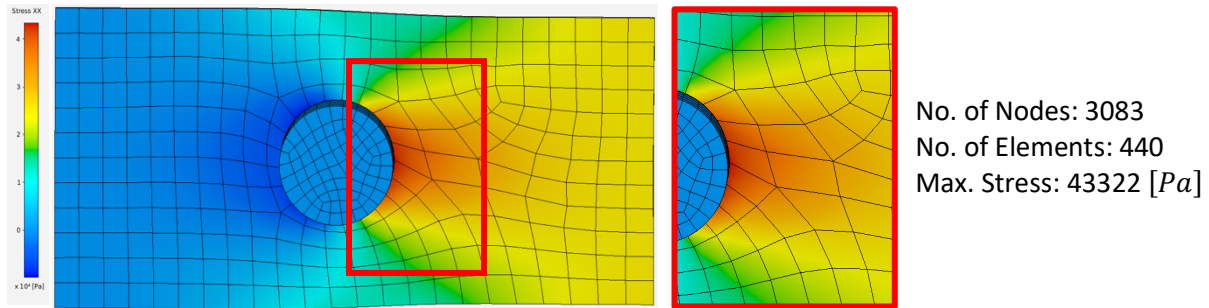 Stress XX
4
3
2
1
0
x 10⁴ [Pa]
No. of Nodes: 3083
No. of Elements: 440
Max. Stress: 43322 [Pa]